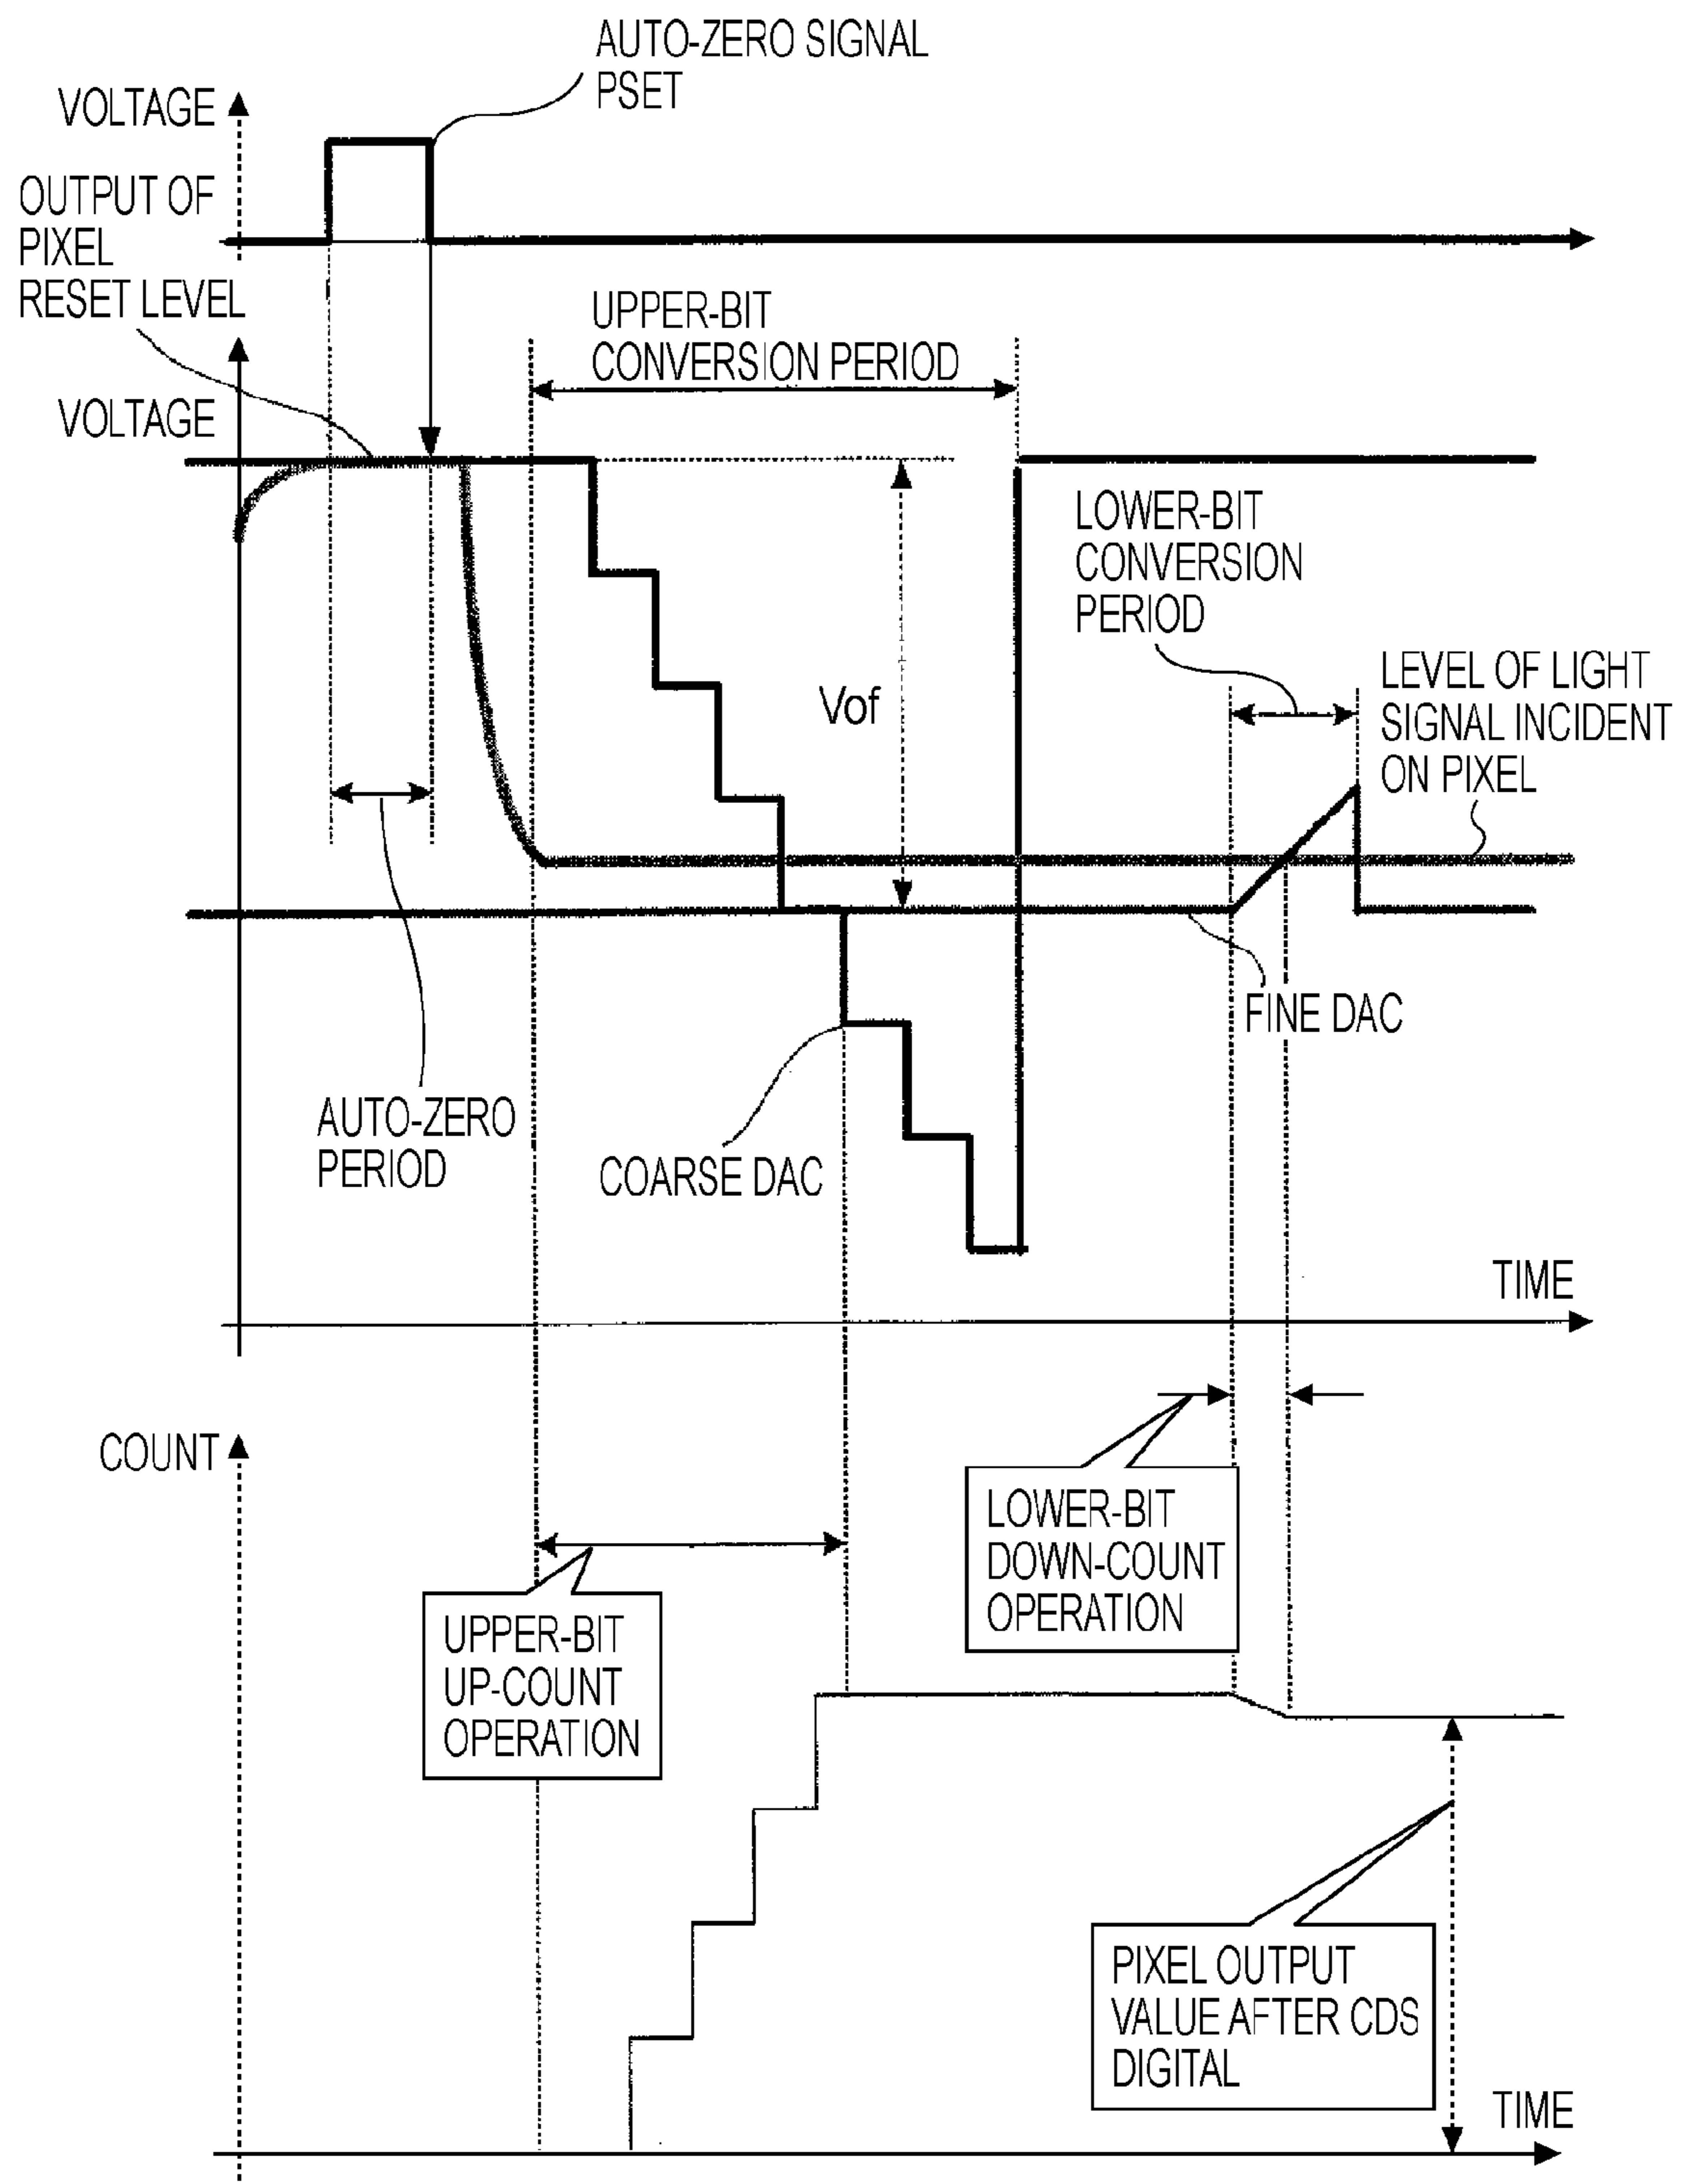 AUTO-ZERO SIGNAL
PSET
VOLTAGE
OUTPUT OF
PIXEL
RESET LEVEL
UPPER-BIT
CONVERSION PERIOD
VOLTAGE
LOWER-BIT
CONVERSION
PERIOD
LEVEL OF LIGHT
SIGNAL INCIDENT
ON PIXEL
Vof
FINE DAC
AUTO-ZERO
PERIOD
COARSE DAC
TIME
COUNT
LOWER-BIT
DOWN-COUNT
OPERATION
UPPER-BIT
UP-COUNT
OPERATION
PIXEL OUTPUT
VALUE AFTER CDS
DIGITAL
TIME